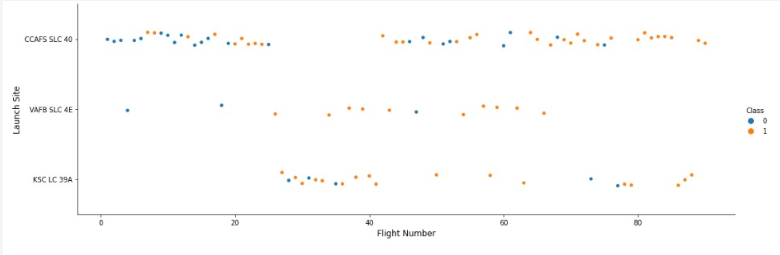 CCAFS SLC 40
VAFB SLC 4E
KSC LC 39A
Launch Site
0 20 40 60 80
Flight Number
Class
0
1